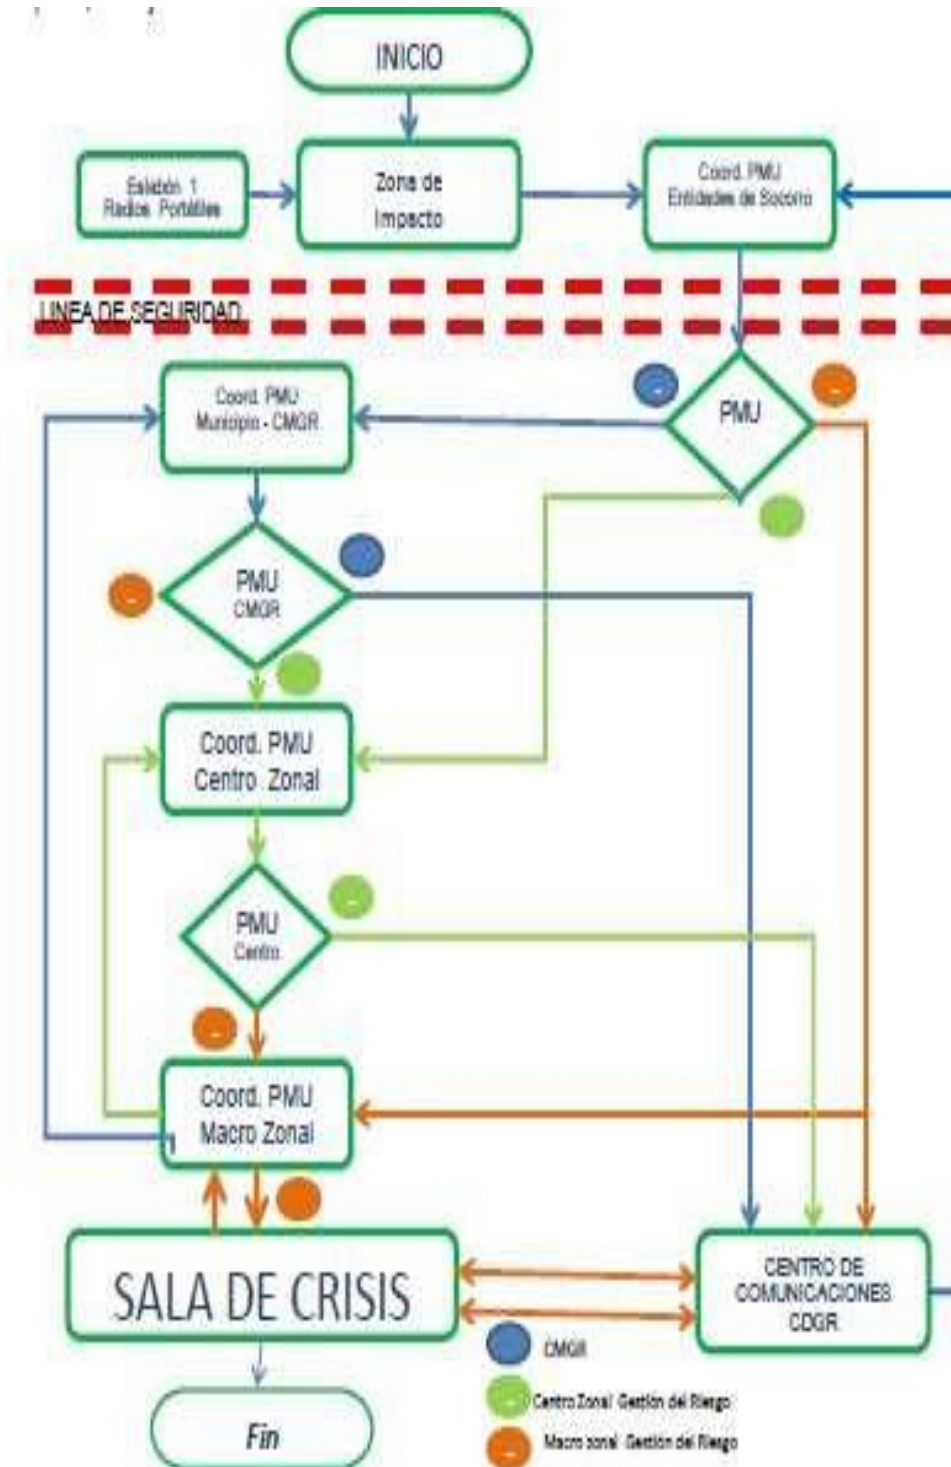 INICIO
Eslabón 1
Radios Portátiles
Zona de
Impacto
Coord. PMU
Entidades de Socorro
LINEA DE SEGURIDAD
Coord. PMU
Municipio - CMGR
PMU
PMU
CMGR
Coord. PMU
Centro Zonal
PMU
Centro
Coord. PMU
Macro Zonal
SALA DE CRISIS
CENTRO DE
COMUNICACIONES
CDGR
CMGR
Centro Zonal Gestión del Riesgo
Macro zonal Gestión del Riesgo
Fin